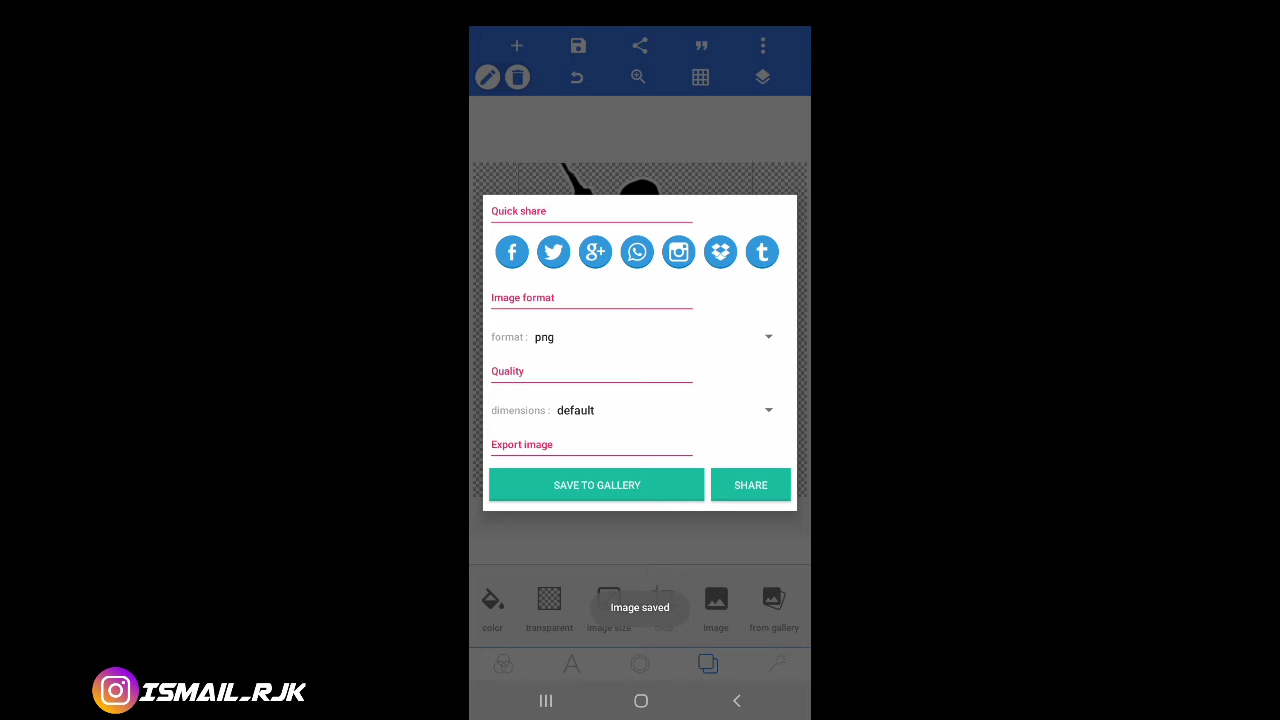 Quick share
Image format
format : png
Quality
dimensions : default
Export image
SAVE TO GALLERY SHARE
Image saved
color transparent image size crop image from gallery
ISMAIL_RJK